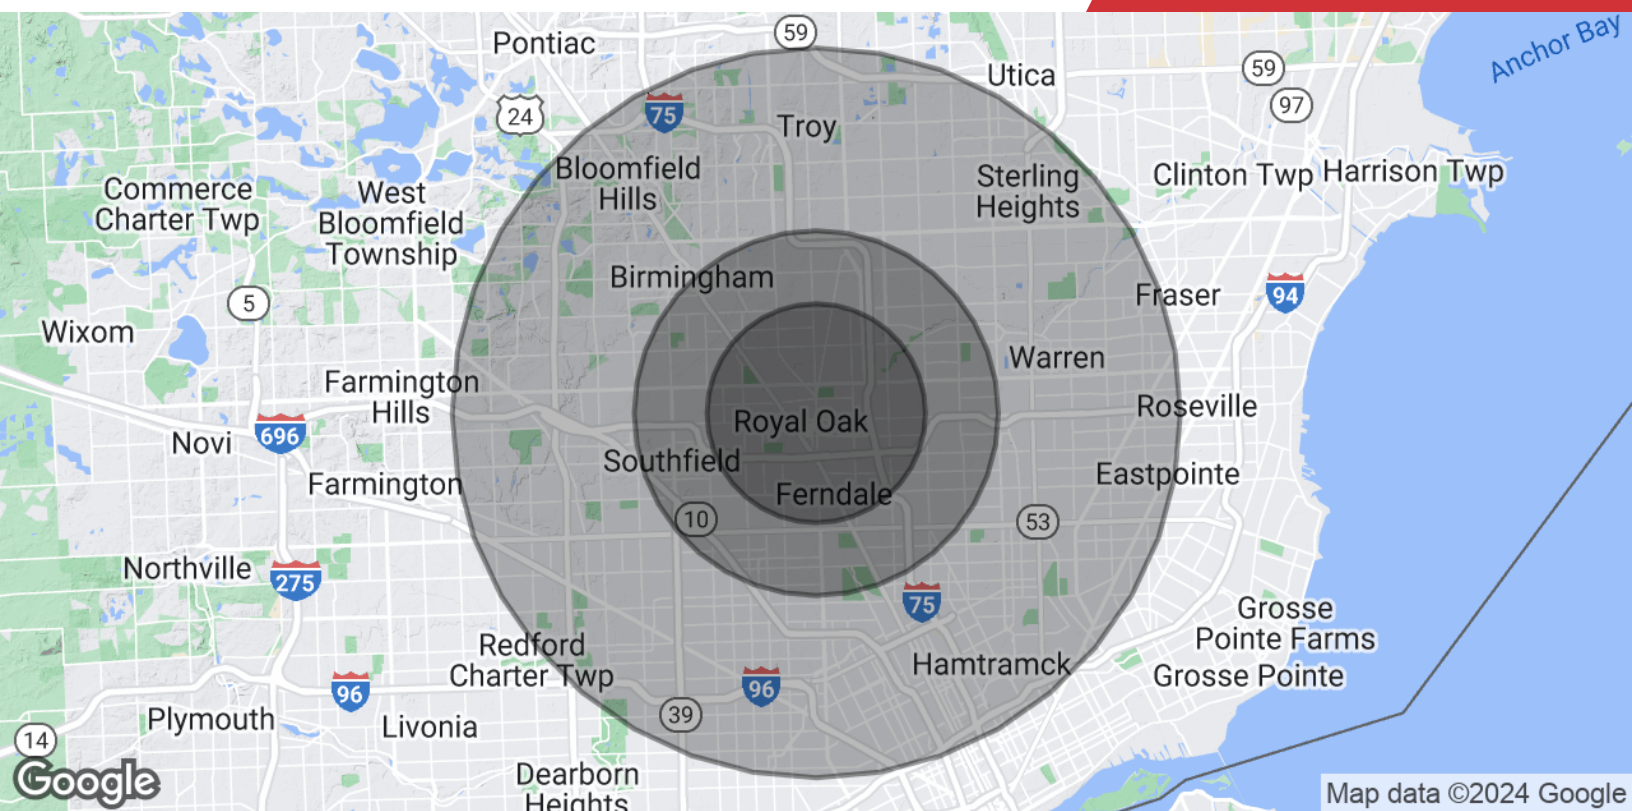 Pontiac
59
Utica
59
Anchor Bay
97
24
75
Troy
Bloomfield
Hills
Sterling
Heights
Clinton Twp
Harrison Twp
Commerce
Charter Twp
West
Bloomfield
Township
Birmingham
5
Fraser
94
Wixom
Warren
Farmington
Hills
Roseville
Royal Oak
696
Novi
Southfield
Eastpointe
Farmington
Ferndale
10
53
Northville
275
75
Grosse
Pointe Farms
Redford
Charter Twp
Hamtramck
Grosse Pointe
96
96
39
Plymouth
Livonia
14
Dearborn
Heights
Google
Map data ©2024 Google